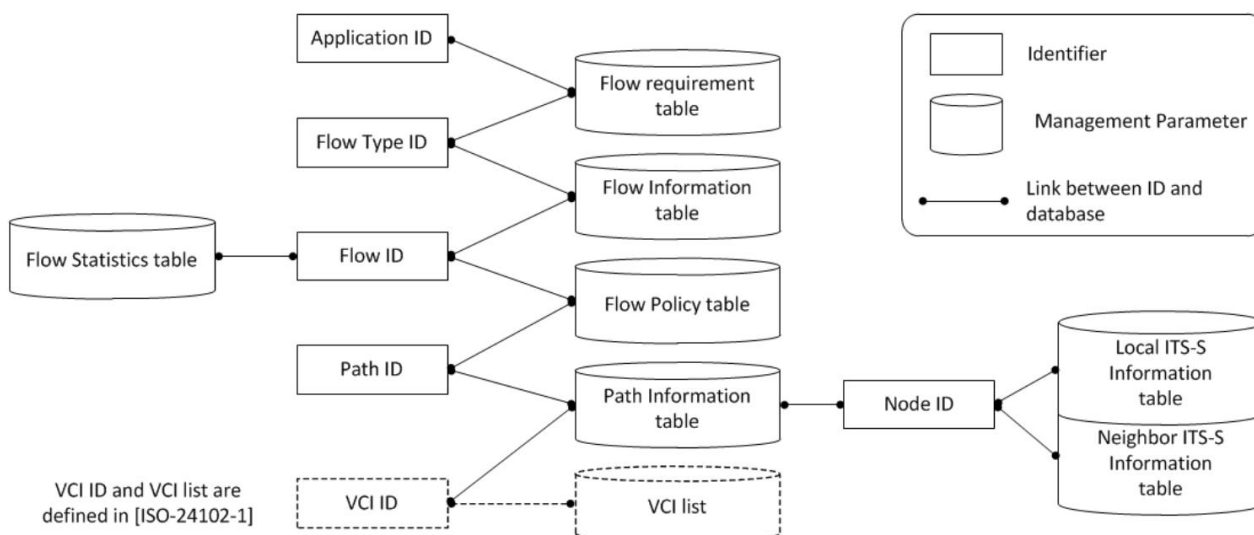 Application ID
Flow Type ID
Flow Statistics table
Flow ID
Path ID
VCI ID and VCI list are
defined in [ISO-24102-1]
VCI ID
Flow requirement
table
Flow Information
table
Flow Policy table
Path Information
table
VCI list
Node ID
Local ITS-S
Information
table
Neighbor ITS-S
Information
table
Identifier
Management Parameter
Link between ID and
database